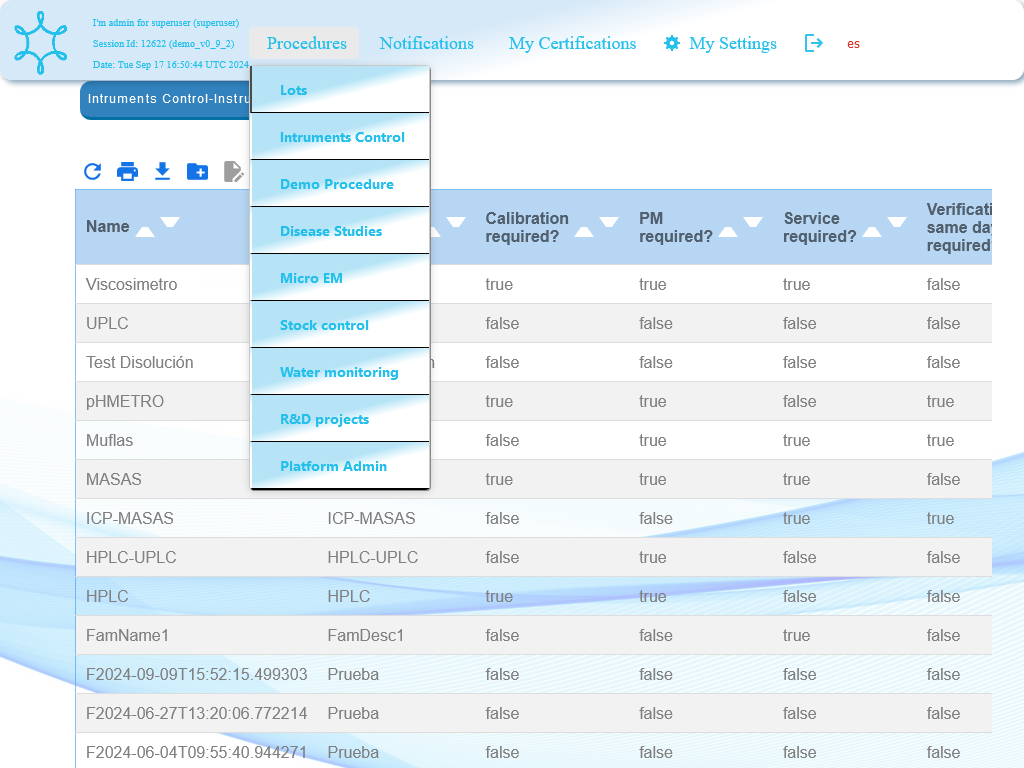 I'm admin for superuser (superuser)
Session Id: 12622 (demo_v0_9_2)
Date: Tue Sep 17 16:50:44 UTC 2024
Procedures Notifications My Certifications My Settings es
Intruments Control-Instru
Lots
Intruments Control
Demo Procedure
Disease Studies
Micro EM
Stock control
Water monitoring
R&D projects
Platform Admin
Name Calibration required? PM required? Service required? Verificati same day required
Viscosimetro true true true false
UPLC false false false false
Test Disolución false false false false
pHMETRO true true false true
Muflas false true true true
MASAS true true true false
ICP-MASAS ICP-MASAS false false true true
HPLC-UPLC HPLC-UPLC false true false false
HPLC HPLC true true false false
FamName1 FamDesc1 false false true false
F2024-09-09T15:52:15.499303 Prueba false false false false
F2024-06-27T13:20:06.772214 Prueba false false false false
F2024-06-04T09:55:40.944271 Prueba false false false false